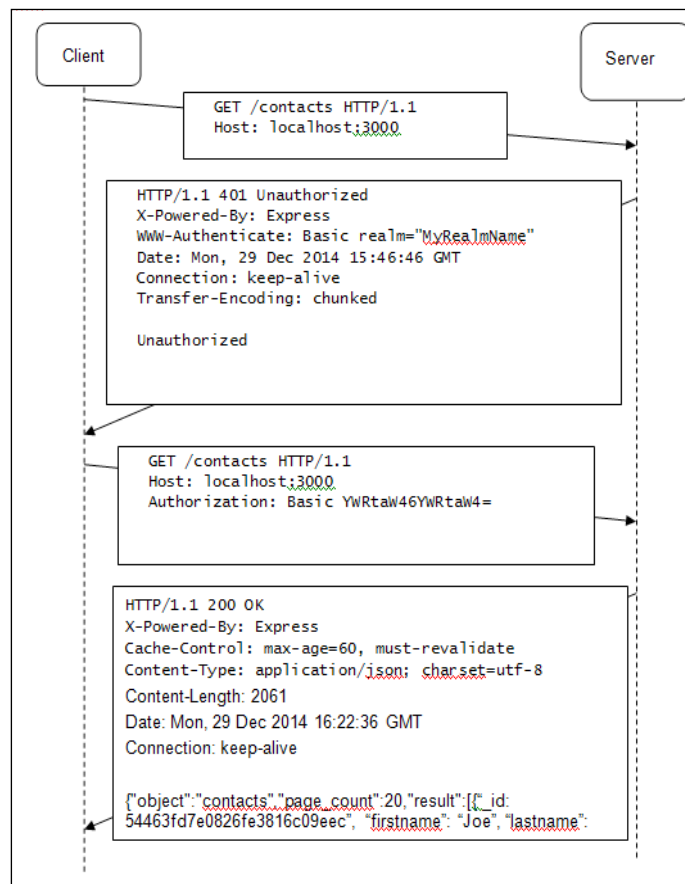 Client
Server
GET /contacts HTTP/1.1
Host: localhost:3000
HTTP/1.1 401 Unauthorized
X-Powered-By: Express
WWW-Authenticate: Basic realm="MyRealmName"
Date: Mon, 29 Dec 2014 15:46:46 GMT
Connection: keep-alive
Transfer-Encoding: chunked
Unauthorized
GET /contacts HTTP/1.1
Host: localhost:3000
Authorization: Basic YWRtaW46YWRtaW4=
HTTP/1.1 200 OK
X-Powered-By: Express
Cache-Control: max-age=60, must-revalidate
Content-Type: application/json; charset=utf-8
Content-Length: 2061
Date: Mon, 29 Dec 2014 16:22:36 GMT
Connection: keep-alive
{"object":"contacts","page_count":20,"result":[{“_id:
54463fd7e0826fe3816c09eec”, “firstname”: “Joe”, “lastname”: